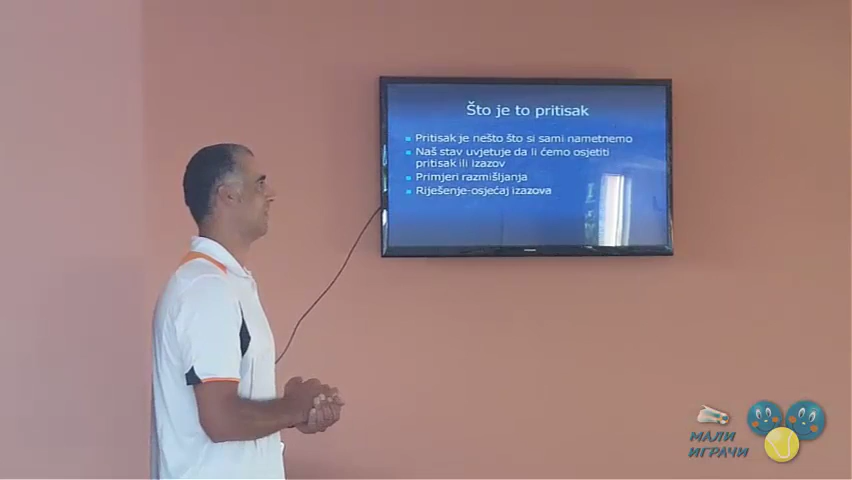 Što je to pritisak
Pritisak je nešto što si sami nametnemo
Naš stav uvjetuje da li ćemo osjetiti
pritisak ili izazov
Primjeri razmišljanja
Riješenje-osjećaj izazova
МАЛИ
ИГРАЧИ